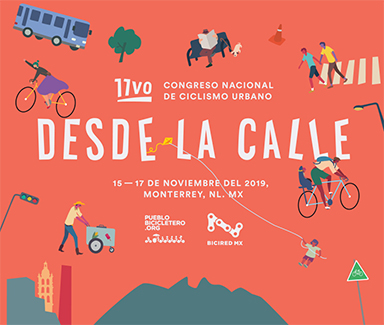 11vo CONGRESO NACIONAL
DE CICLISMO URBANO
DESDE LA CALLE
15 — 17 DE NOVIEMBRE DEL 2019,
MONTERREY, NL. MX
PUEBLO
BICICLETERO
.ORG
BICIRED.MX